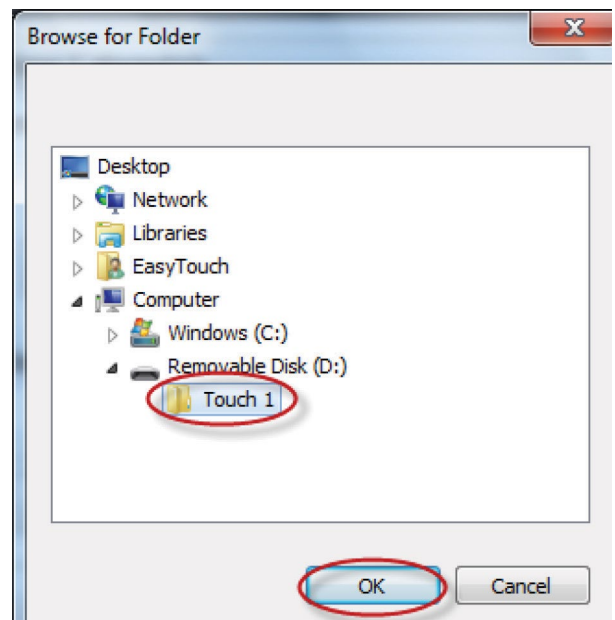 Browse for Folder
Desktop
Network
Libraries
EasyTouch
Computer
Windows (C:)
Removable Disk (D:)
Touch 1
OK
Cancel